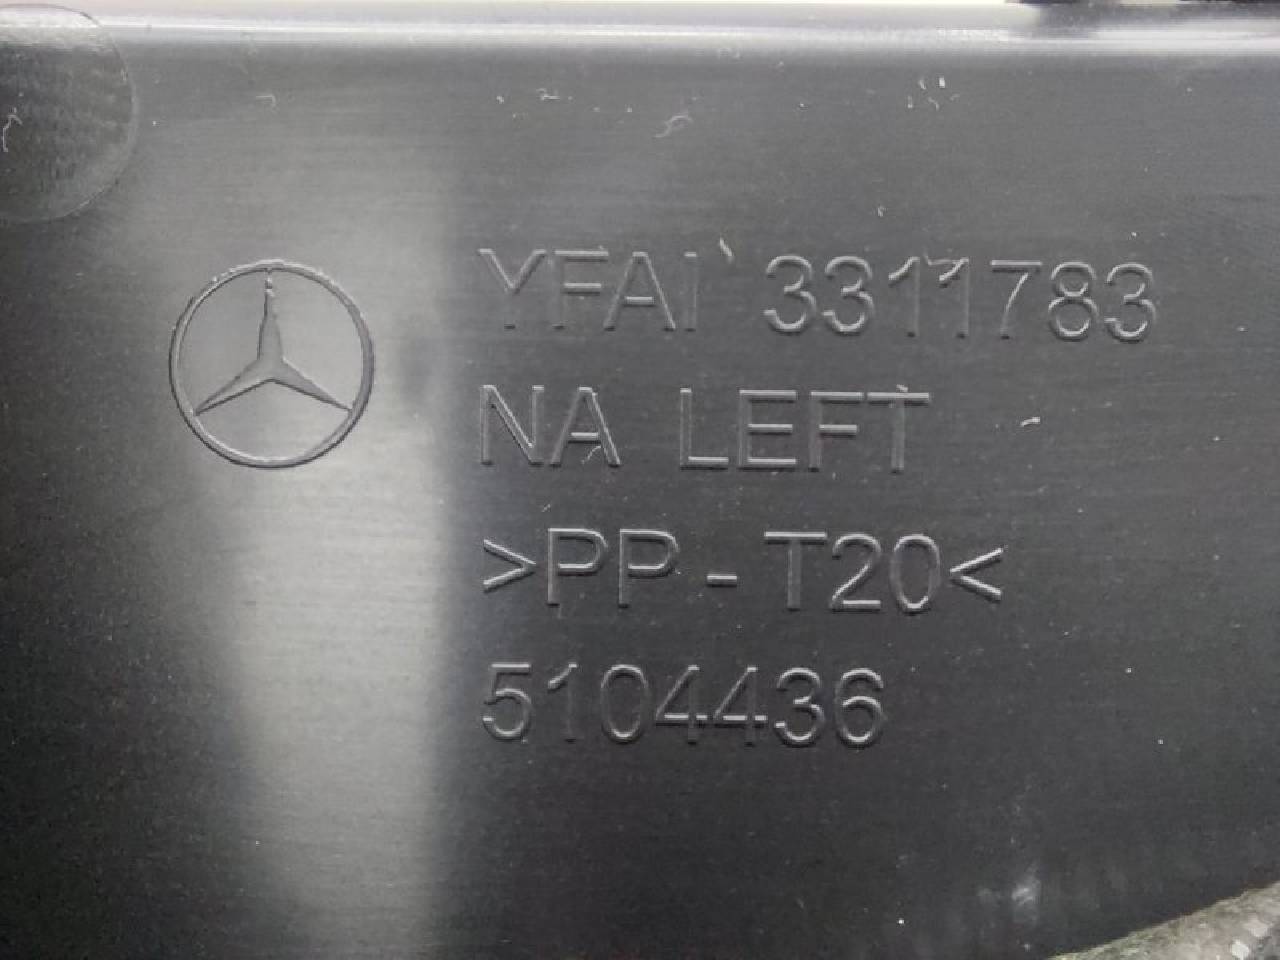 YFAI 3311783
NA LEFT
>PP-T20<
5104436